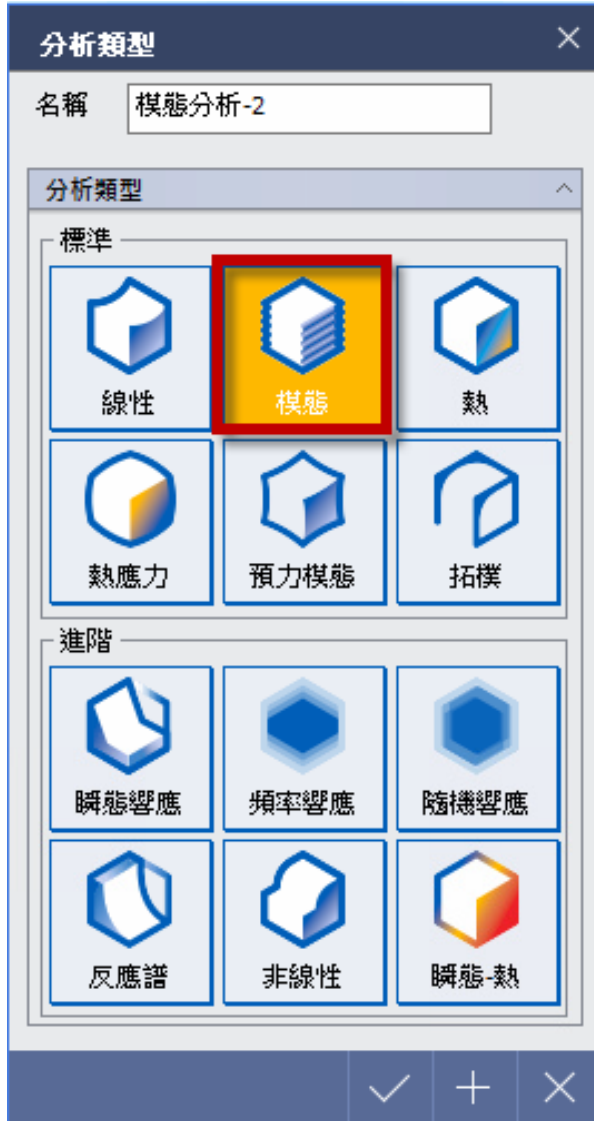 分析類型
名稱 模態分析-2
分析類型
標準
線性 模態 熱
熱應力 預力模態 拓樸
進階
瞬態響應 頻率響應 隨機響應
反應譜 非線性 瞬態-熱